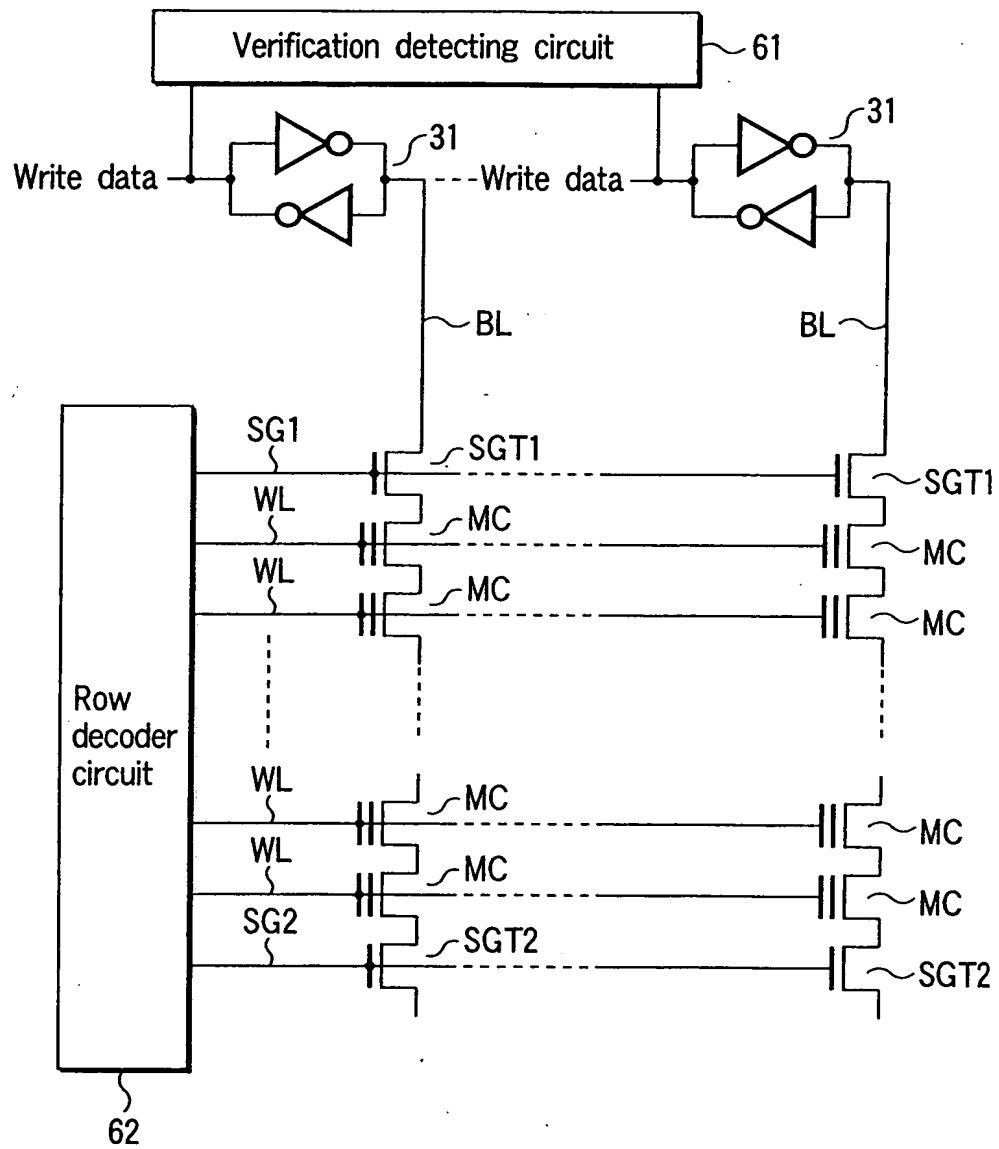 Verification detecting circuit
61
31
31
Write data
Write data
BL
BL
SG1
SGT1
SGT1
WL
MC
MC
WL
MC
MC
Row
decoder
circuit
WL
MC
MC
WL
MC
MC
SG2
SGT2
SGT2
62